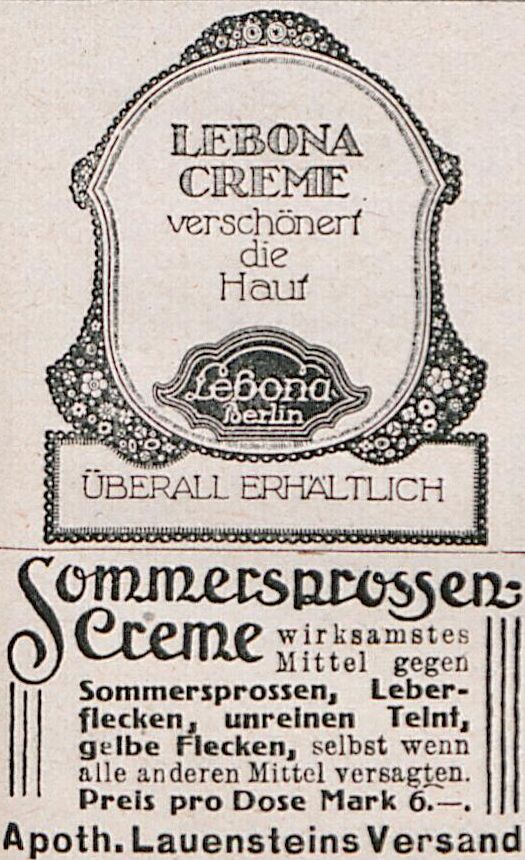 LEBONA
CREME
verschönert
die
Haut
Lebona
Berlin
ÜBERALL ERHÄLTLICH
Sommersprossen-
Creme wirksamstes
Mittel gegen
Sommersprossen, Leber-
flecken, unreinen Teint,
gelbe Flecken, selbst wenn
alle anderen Mittel versagten.
Preis pro Dose Mark 6.—.
Apoth. Lauensteins Versand